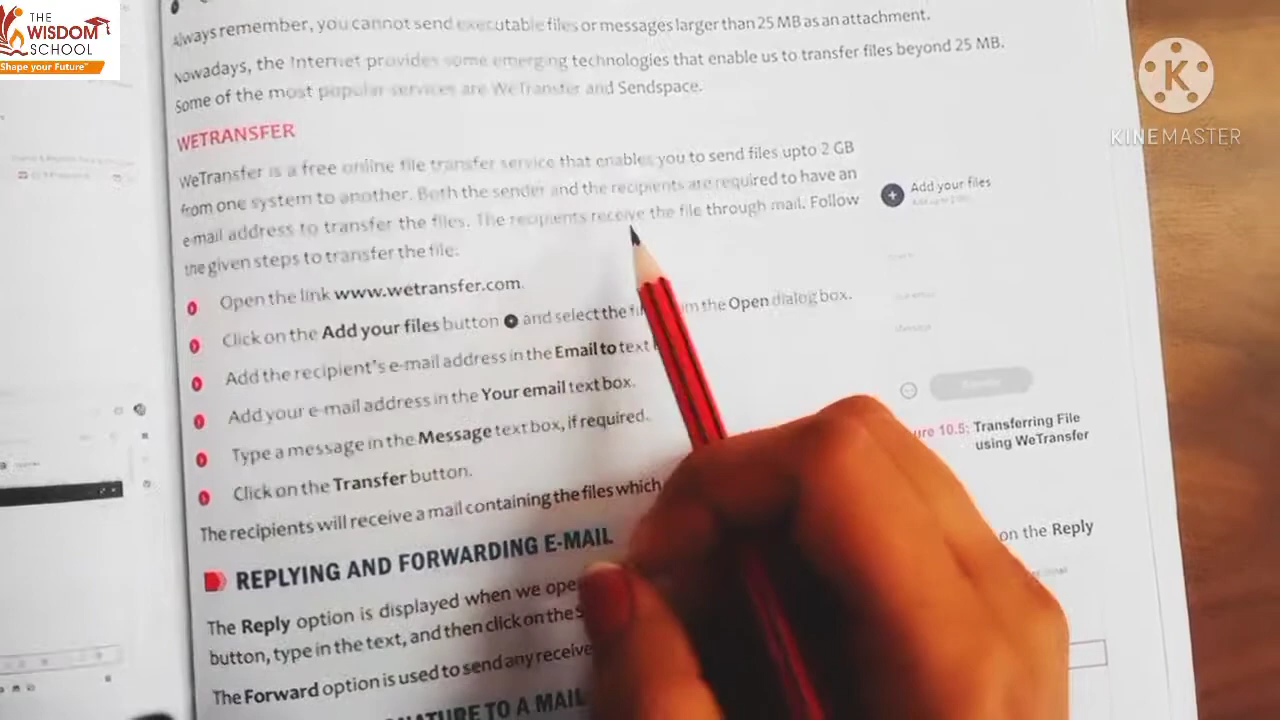 THE
WISDOM
SCHOOL
Shape your Future™
KINEMASTER
Always remember, you cannot send executable files or messages larger than 25 MB as an attachment.
Nowadays, the Internet provides some emerging technologies that enable us to transfer files beyond 25 MB.
Some of the most popular services are WeTransfer and Sendspace.
WETRANSFER
WeTransfer is a free online file transfer service that enables you to send files upto 2 GB
from one system to another. Both the sender and the recipients are required to have an
e-mail address to transfer the files. The recipients receive the file through mail. Follow
the given steps to transfer the file:
Open the link www.wetransfer.com.
Click on the Add your files button + and select the the Open dialog box.
Add the recipient's e-mail address in the Email to text
Add your e-mail address in the Your email text box.
Type a message in the Message text box, if required.
Click on the Transfer button.
The recipients will receive a mail containing the files which
Add your files
Message
10.5: Transferring File
using WeTransfer
REPLYING AND FORWARDING E-MAIL
The Reply option is displayed when we on the Reply
button, type in the text, and then click on the
The Forward option is used to send any
TO A MAIL